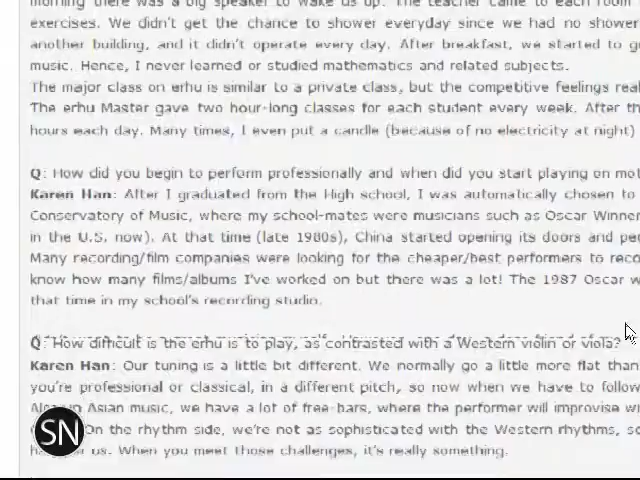 morning there was a big speaker to wake us up. The teacher came to each room
exercises. We didn't get the chance to shower everyday since we had no shower
another building, and it didn't operate every day. After breakfast, we started to
music. Hence, I never learned or studied mathematics and related subjects.
The major class on erhu is similar to a private class, but the competitive feelings
The erhu Master gave two hour-long classes for each student every week. After
hours each day. Many times, I even put a candle (because of no electricity at night)
Q: How did you begin to perform professionally and when did you start playing on
Karen Han: After I graduated from the High school, I was automatically chosen to
Conservatory of Music, where my school-mates were musicians such as Oscar Winner
in the U.S. now). At that time (late 1980s), China started opening its doors and
Many recording/film companies were looking for the cheaper/best performers to
know how many films/albums I've worked on but there was a lot! The 1987 Oscar
that time in my school's recording studio.
Q: How difficult is the erhu is to play, as contrasted with a Western violin or viola?
Karen Han: Our tuning is a little bit different. We normally go a little more flat than
you're professional or classical, in a different pitch, so now when we have to follow
in Asian music, we have a lot of free-bars, where the performer will improvise
On the rhythm side, we're not as sophisticated with the Western rhythms,
for us. When you meet those challenges, it's really something.
SN